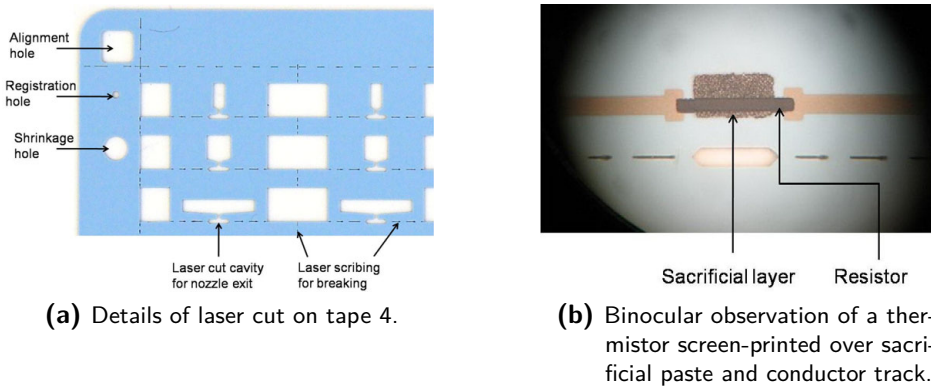 Alignment
hole
Registration
hole
Shrinkage
hole
Laser cut cavity
for nozzle exit
Laser scribing
for breaking
(a) Details of laser cut on tape 4.
Sacrificial layer
Resistor
(b) Binocular observation of a ther-
mistor screen-printed over sacri-
ficial paste and conductor track.